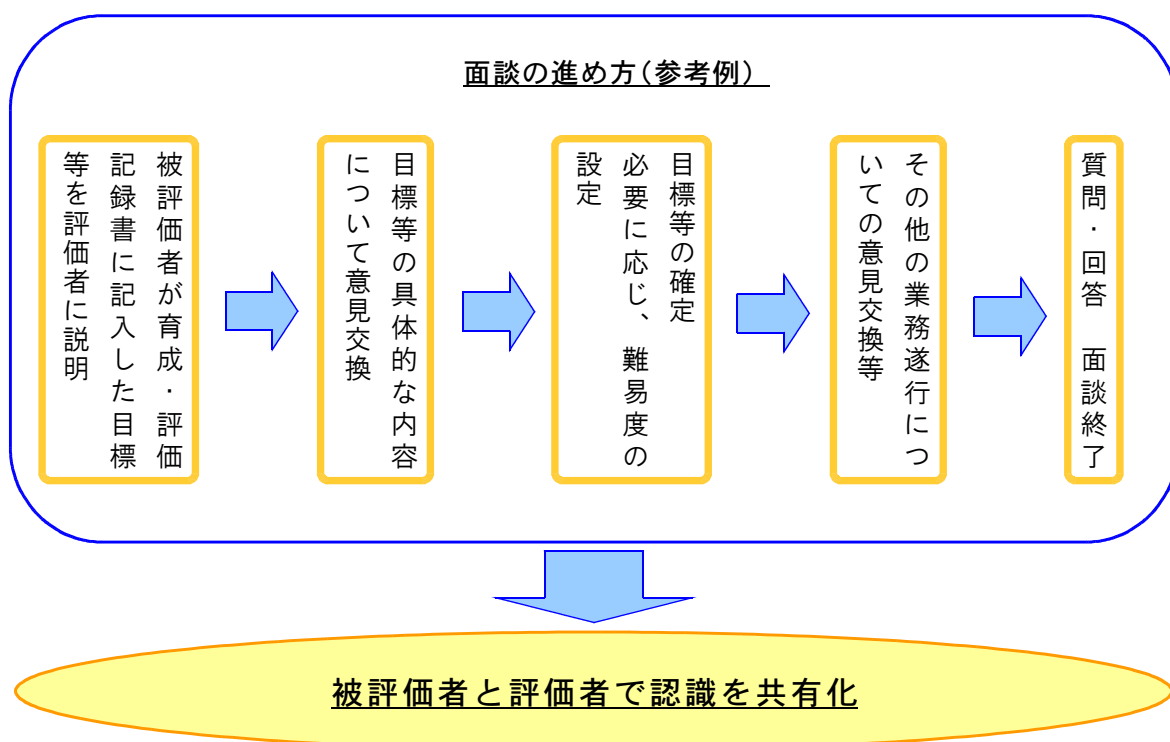 面談の進め方（参考例）
被評価者が育成・評価
記録書に記入した目標
等を評価者に説明
目標等の具体的な内容
について意見交換
目標等の確定
必要に応じ、難易度の
設定
その他の業務遂行につ
いての意見交換等
質問・回答　面談終了
被評価者と評価者で認識を共有化